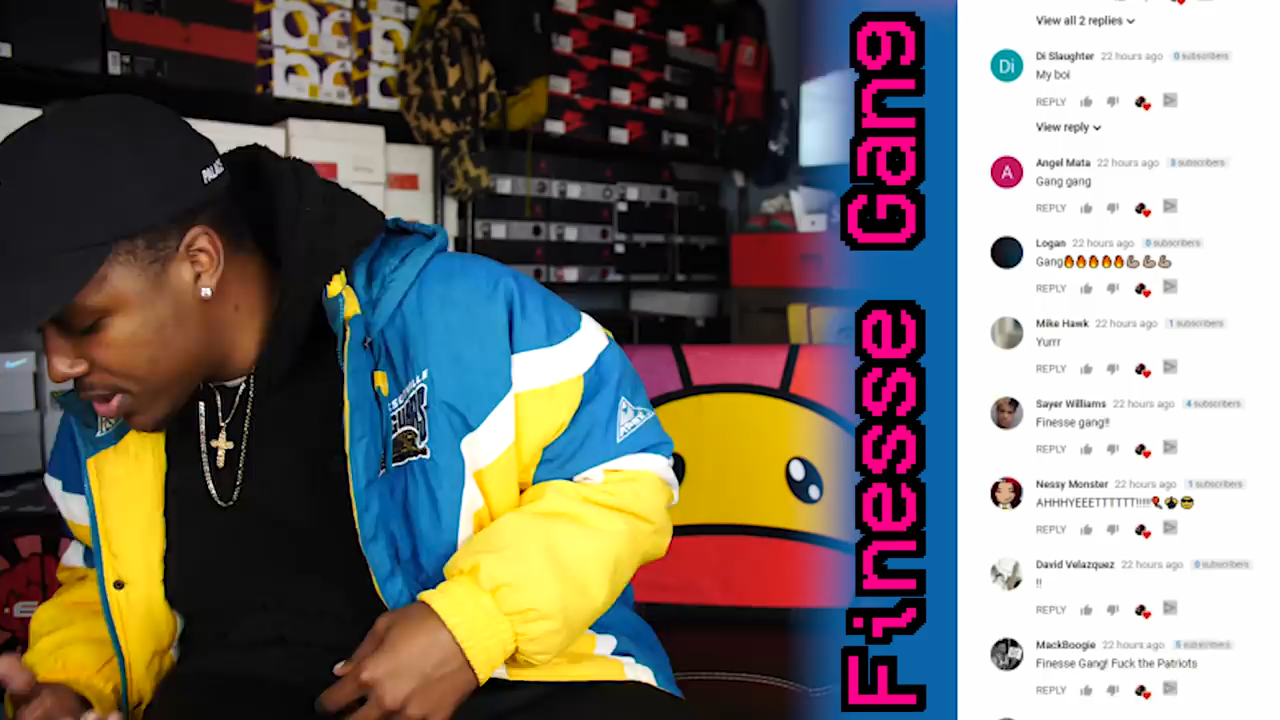 PALACE
Finesse Gang
View all 2 replies
Di
Di Slaughter 22 hours ago 0 subscribers
My boi
REPLY
View reply
A
Angel Mata 22 hours ago 3 subscribers
Gang gang
REPLY
Logan 22 hours ago 0 subscribers
Gang🔥🔥🔥🔥🔥💪🏽💪🏽💪🏽
REPLY
Mike Hawk 22 hours ago 1 subscribers
Yurrr
REPLY
Sayer Williams 22 hours ago 4 subscribers
Finesse gang!!
REPLY
Nessy Monster 22 hours ago 1 subscribers
AHHHYEEETTTTTT!!!!!
REPLY
David Velazquez 22 hours ago 0 subscribers
!!
REPLY
MackBoogie 22 hours ago 5 subscribers
Finesse Gang! Fuck the Patriots
REPLY